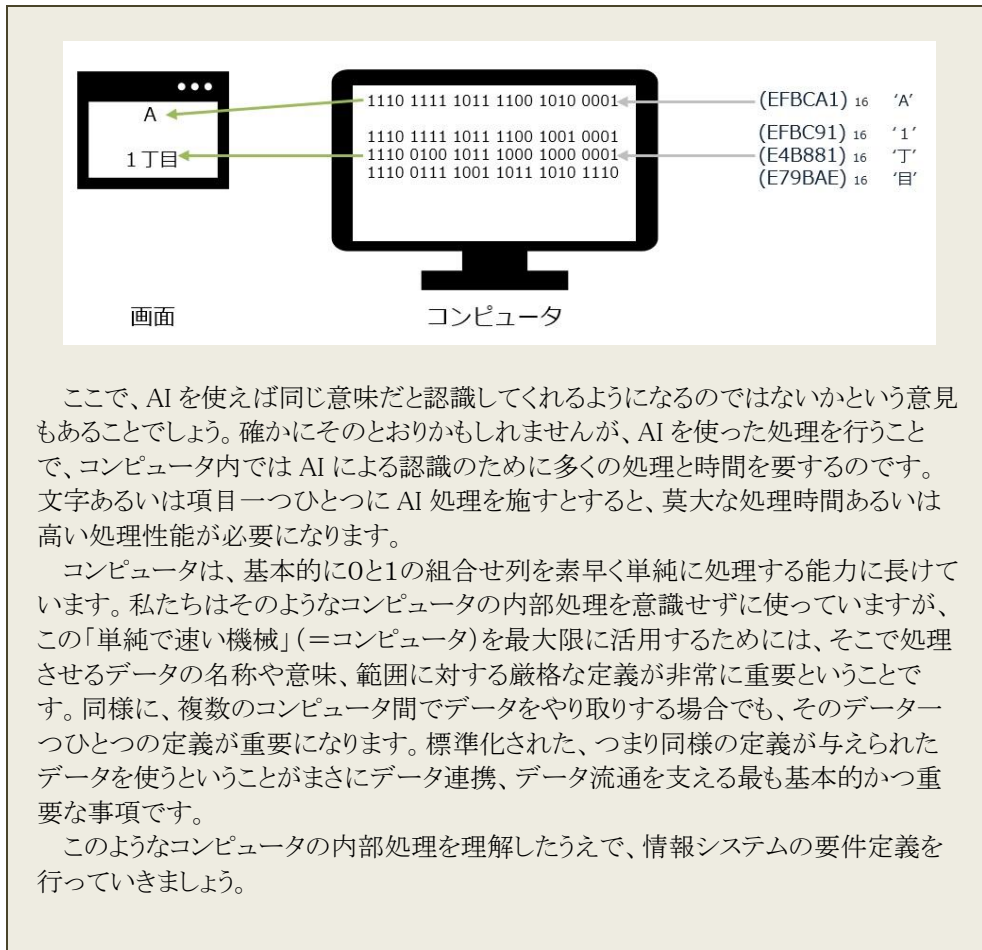 A
1丁目
画面
1110 1111 1011 1100 1010 0001
1110 1111 1011 1100 1001 0001
1110 0100 1011 1000 1000 0001
1110 0111 1001 1011 1010 1110
コンピュータ
(EFBCA1) 16 ‘A’
(EFBC91) 16 ‘1’
(E4B881) 16 ‘丁’
(E79BAE) 16 ‘目’
ここで、AI を使えば同じ意味だと認識してくれるようになるのではないかという意見
もあることでしょう。確かにそのとおりかもしれませんが、AI を使った処理を行うこと
で、コンピュータ内では AI による認識のために多くの処理と時間を要するのです。
文字あるいは項目一つひとつに AI 処理を施すとすると、莫大な処理時間あるいは
高い処理性能が必要になります。
コンピュータは、基本的に0と1の組合せ列を素早く単純に処理する能力に長けて
います。私たちはそのようなコンピュータの内部処理を意識せずに使っていますが、
この「単純で速い機械」(=コンピュータ)を最大限に活用するためには、そこで処理
させるデータの名称や意味、範囲に対する厳格な定義が非常に重要ということで
す。同様に、複数のコンピュータ間でデータをやり取りする場合でも、そのデータ一
つひとつの定義が重要になります。標準化された、つまり同様の定義が与えられた
データを使うということがまさにデータ連携、データ流通を支える最も基本的かつ重
要な事項です。
このようなコンピュータの内部処理を理解したうえで、情報システムの要件定義を
行っていきましょう。